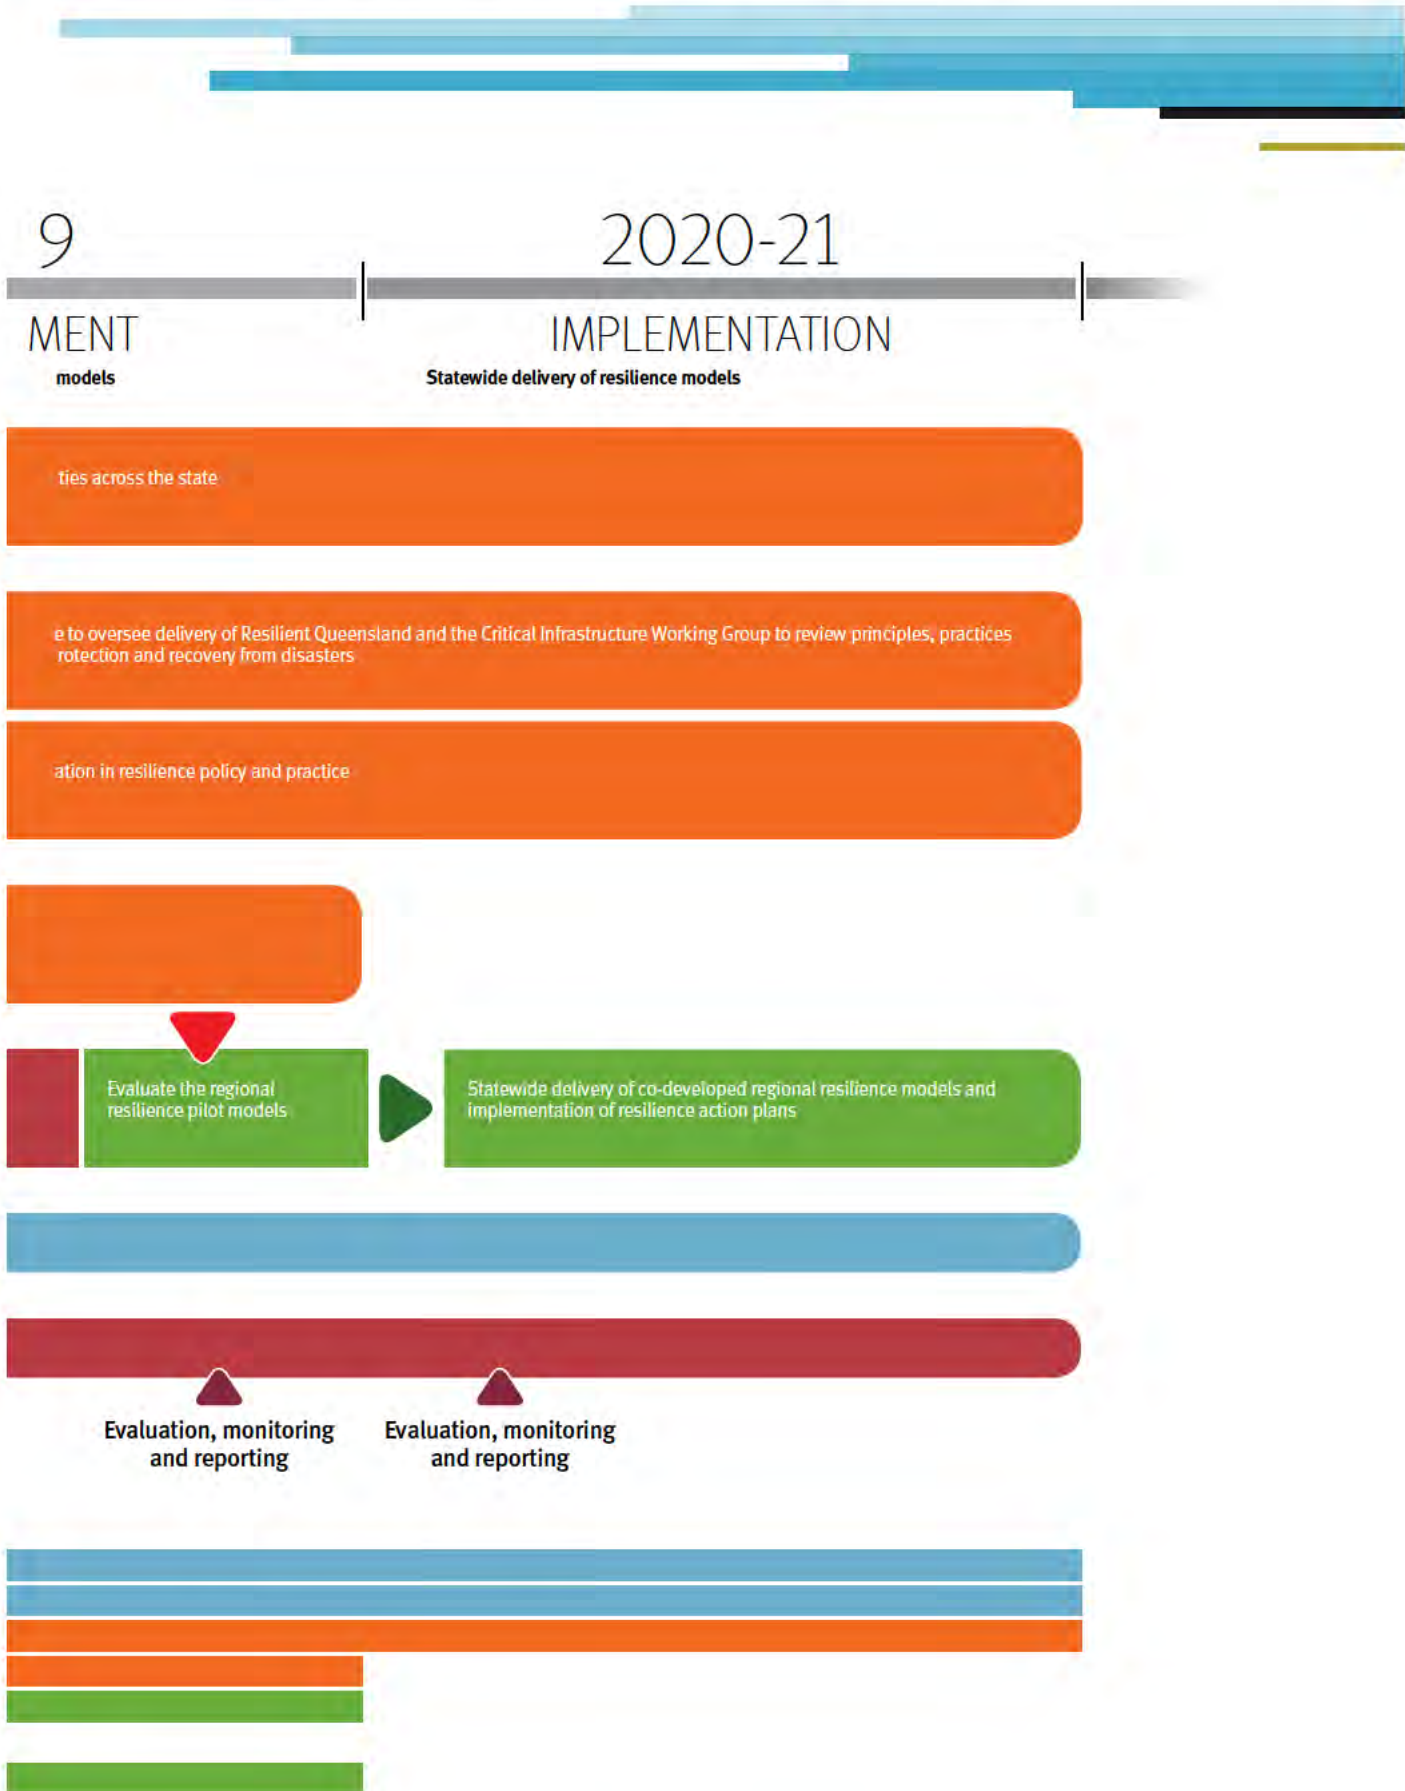 9
2020-21
MENT
IMPLEMENTATION
models
Statewide delivery of resilience models
ties across the state
e to oversee delivery of Resilient Queensland and the Critical Infrastructure Working Group to review principles, practices
rotection and recovery from disasters
ation in resilience policy and practice
Evaluate the regional
resilience pilot models
Statewide delivery of co-developed regional resilience models and
implementation of resilience action plans
Evaluation, monitoring
and reporting
Evaluation, monitoring
and reporting